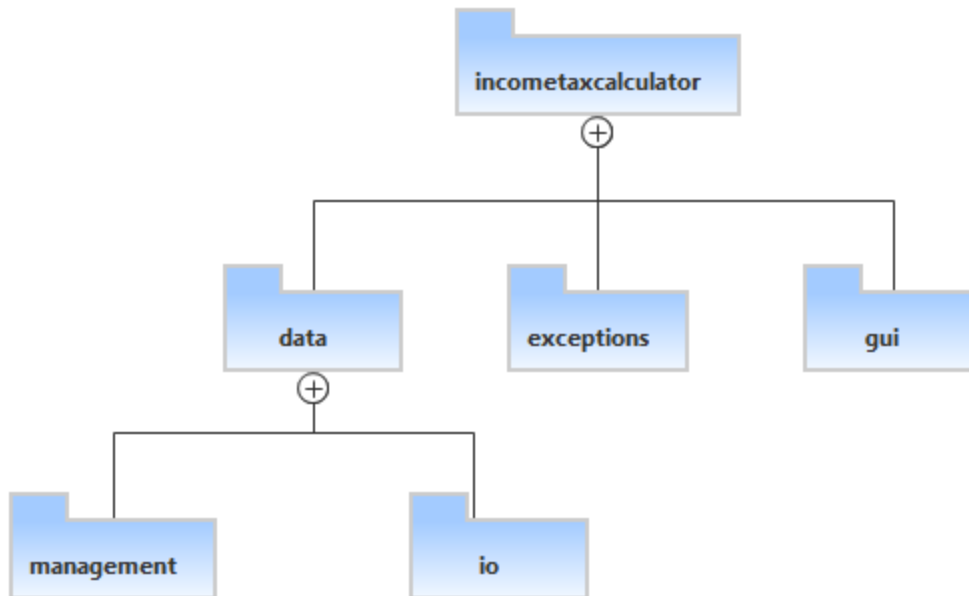 incometaxcalculator
data
exceptions
gui
management
io